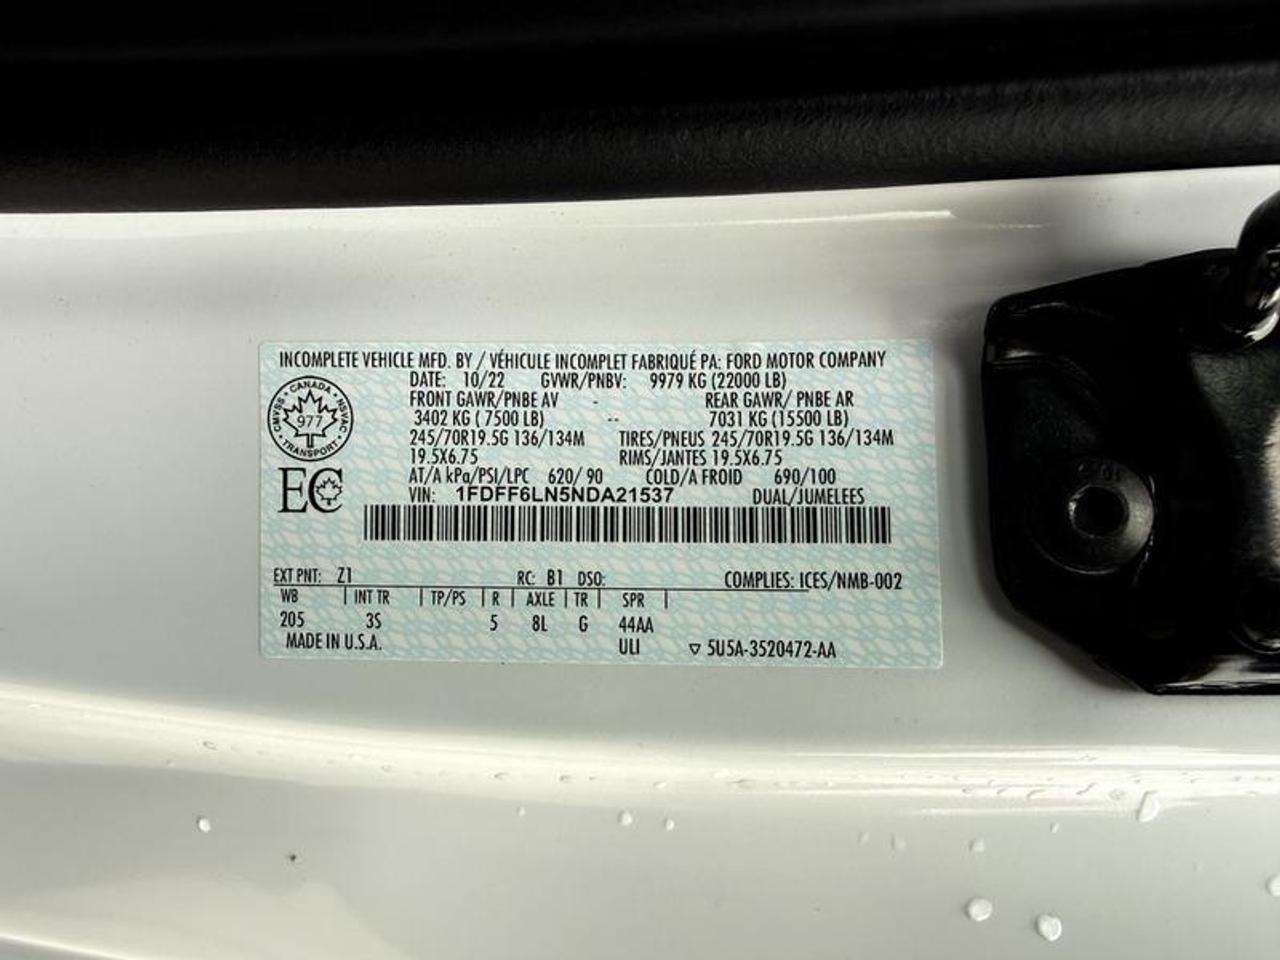 INCOMPLETE VEHICLE MFD. BY / VÉHICULE INCOMPLET FABRIQUÉ PA: FORD MOTOR COMPANY
DATE: 10/22 GVWR/PNBV: 9979 KG (22000 LB)
FRONT GAWR/PNBE AV - REAR GAWR/ PNBE AR
3402 KG ( 7500 LB) -- 7031 KG (15500 LB)
245/70R19.5G 136/134M TIRES/PNEUS 245/70R19.5G 136/134M
19.5X6.75 RIMS/JANTES 19.5X6.75
AT/A kPa/PSI/LPC 620/ 90 COLD/A FROID 690/100
VIN: 1FDFF6LN5NDA21537 DUAL/JUMELEES
CANADA
CMVSS 977 NSVAC
TRANSPORT
EC
EXT PNT: Z1 RC: B1 DSO: COMPLIES: ICES/NMB-002
WB | INT TR | TP/PS | R | AXLE | TR | SPR |
205 3S 5 8L G 44AA
MADE IN U.S.A. ULI ▽ 5U5A-3520472-AA